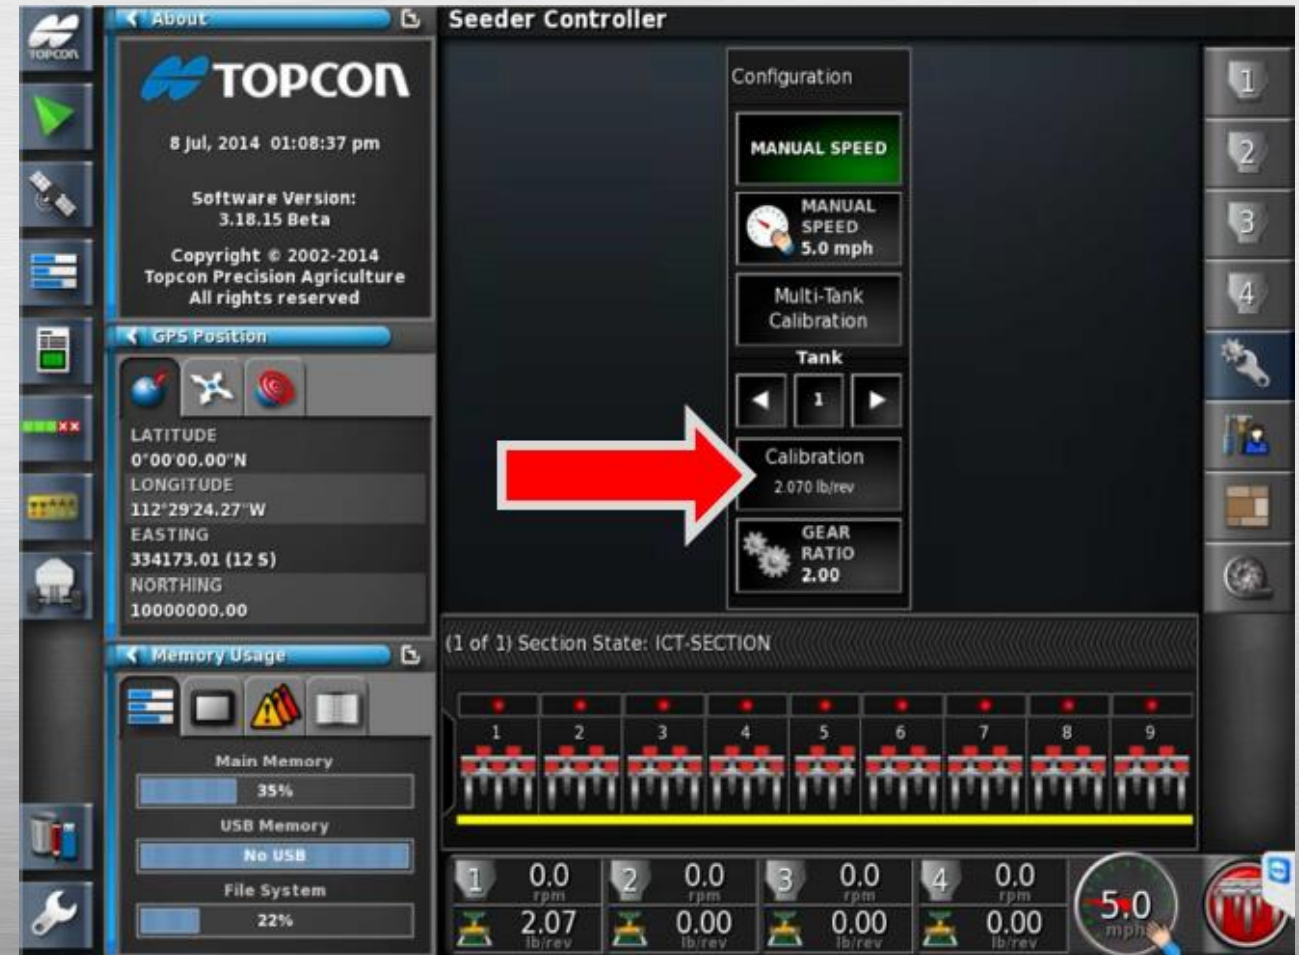 TOPCON
About
TOPCON
8 Jul, 2014 01:08:37 pm
Software Version:
3.18.15 Beta
Copyright © 2002-2014
Topcon Precision Agriculture
All rights reserved
GPS Position
LATITUDE
0°00'00.00"N
LONGITUDE
112°29'24.27"W
EASTING
334173.01 (12 S)
NORTHING
10000000.00
Memory Usage
Main Memory
35%
USB Memory
No USB
File System
22%
Seeder Controller
Configuration
MANUAL SPEED
MANUAL
SPEED
5.0 mph
Multi-Tank
Calibration
Tank
1
Calibration
2.070 lb/rev
GEAR
RATIO
2.00
1
2
3
4
(1 of 1) Section State: ICT-SECTION
1 2 3 4 5 6 7 8 9
1 0.0 2 0.0 3 0.0 4 0.0
rpm rpm rpm rpm
2.07 0.00 0.00 0.00
lb/rev lb/rev lb/rev lb/rev
5.0
mph